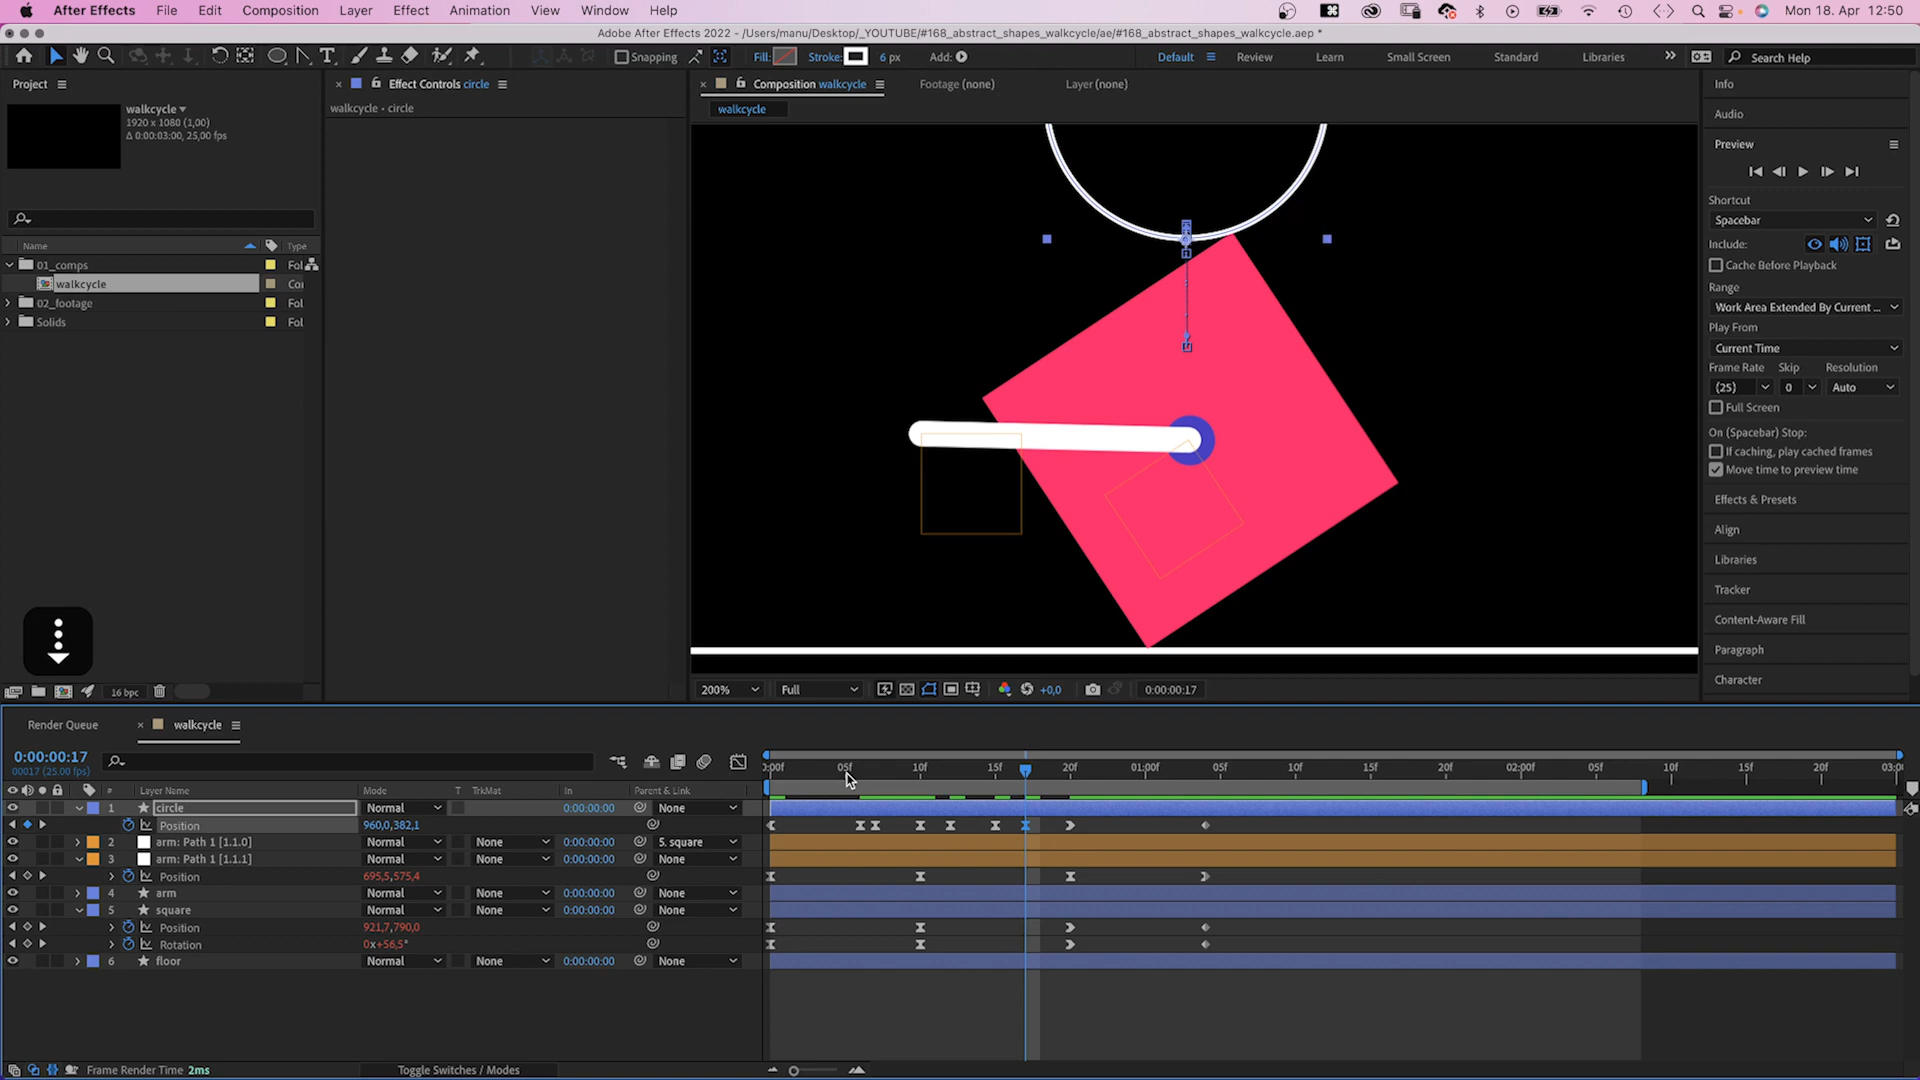 After Effects File Edit Composition Layer Effect Animation View Window Help Mon 18. Apr 12:50
Adobe After Effects 2022 - /Users/manu/Desktop/_YOUTUBE/#168_abstract_shapes_walkcycle/ae/#168_abstract_shapes_walkcycle.aep *
Snapping Fill: Stroke: 6 px Add: Default Review Learn Small Screen Standard Libraries Search Help
Project Effect Controls circle Composition walkcycle Footage (none) Layer (none) Info
walkcycle
1920 x 1080 (1,00)
Δ 0:00:03:00, 25,00 fps
walkcycle • circle
walkcycle
Name Type
01_comps Fol
walkcycle Co
02_footage Fol
Solids Fol
16 bpc
200% Full +0,0 0:00:00:17
Audio
Preview
Shortcut
Spacebar
Include:
Cache Before Playback
Range
Work Area Extended By Current ...
Play From
Current Time
Frame Rate Skip Resolution
(25) 0 Auto
Full Screen
On (Spacebar) Stop:
If caching, play cached frames
Move time to preview time
Effects & Presets
Align
Libraries
Tracker
Content-Aware Fill
Paragraph
Character
Render Queue walkcycle
0:00:00:17
00017 (25.00 fps)
0:00f 05f 10f 15f 20f 01:00f 05f 10f 15f 20f 02:00f 05f 10f 15f 20f 03:0
# Layer Name Mode T TrkMat In Parent & Link
1 circle Normal 0:00:00:00 None
Position 960,0,382,1
2 arm: Path 1 [1.1.0] Normal None 0:00:00:00 5. square
3 arm: Path 1 [1.1.1] Normal None 0:00:00:00 None
Position 695,5,575,4
4 arm Normal None 0:00:00:00 None
5 square Normal None 0:00:00:00 None
Position 921,7,790,0
Rotation 0x+56,5°
6 floor Normal None 0:00:00:00 None
Frame Render Time 2ms Toggle Switches / Modes